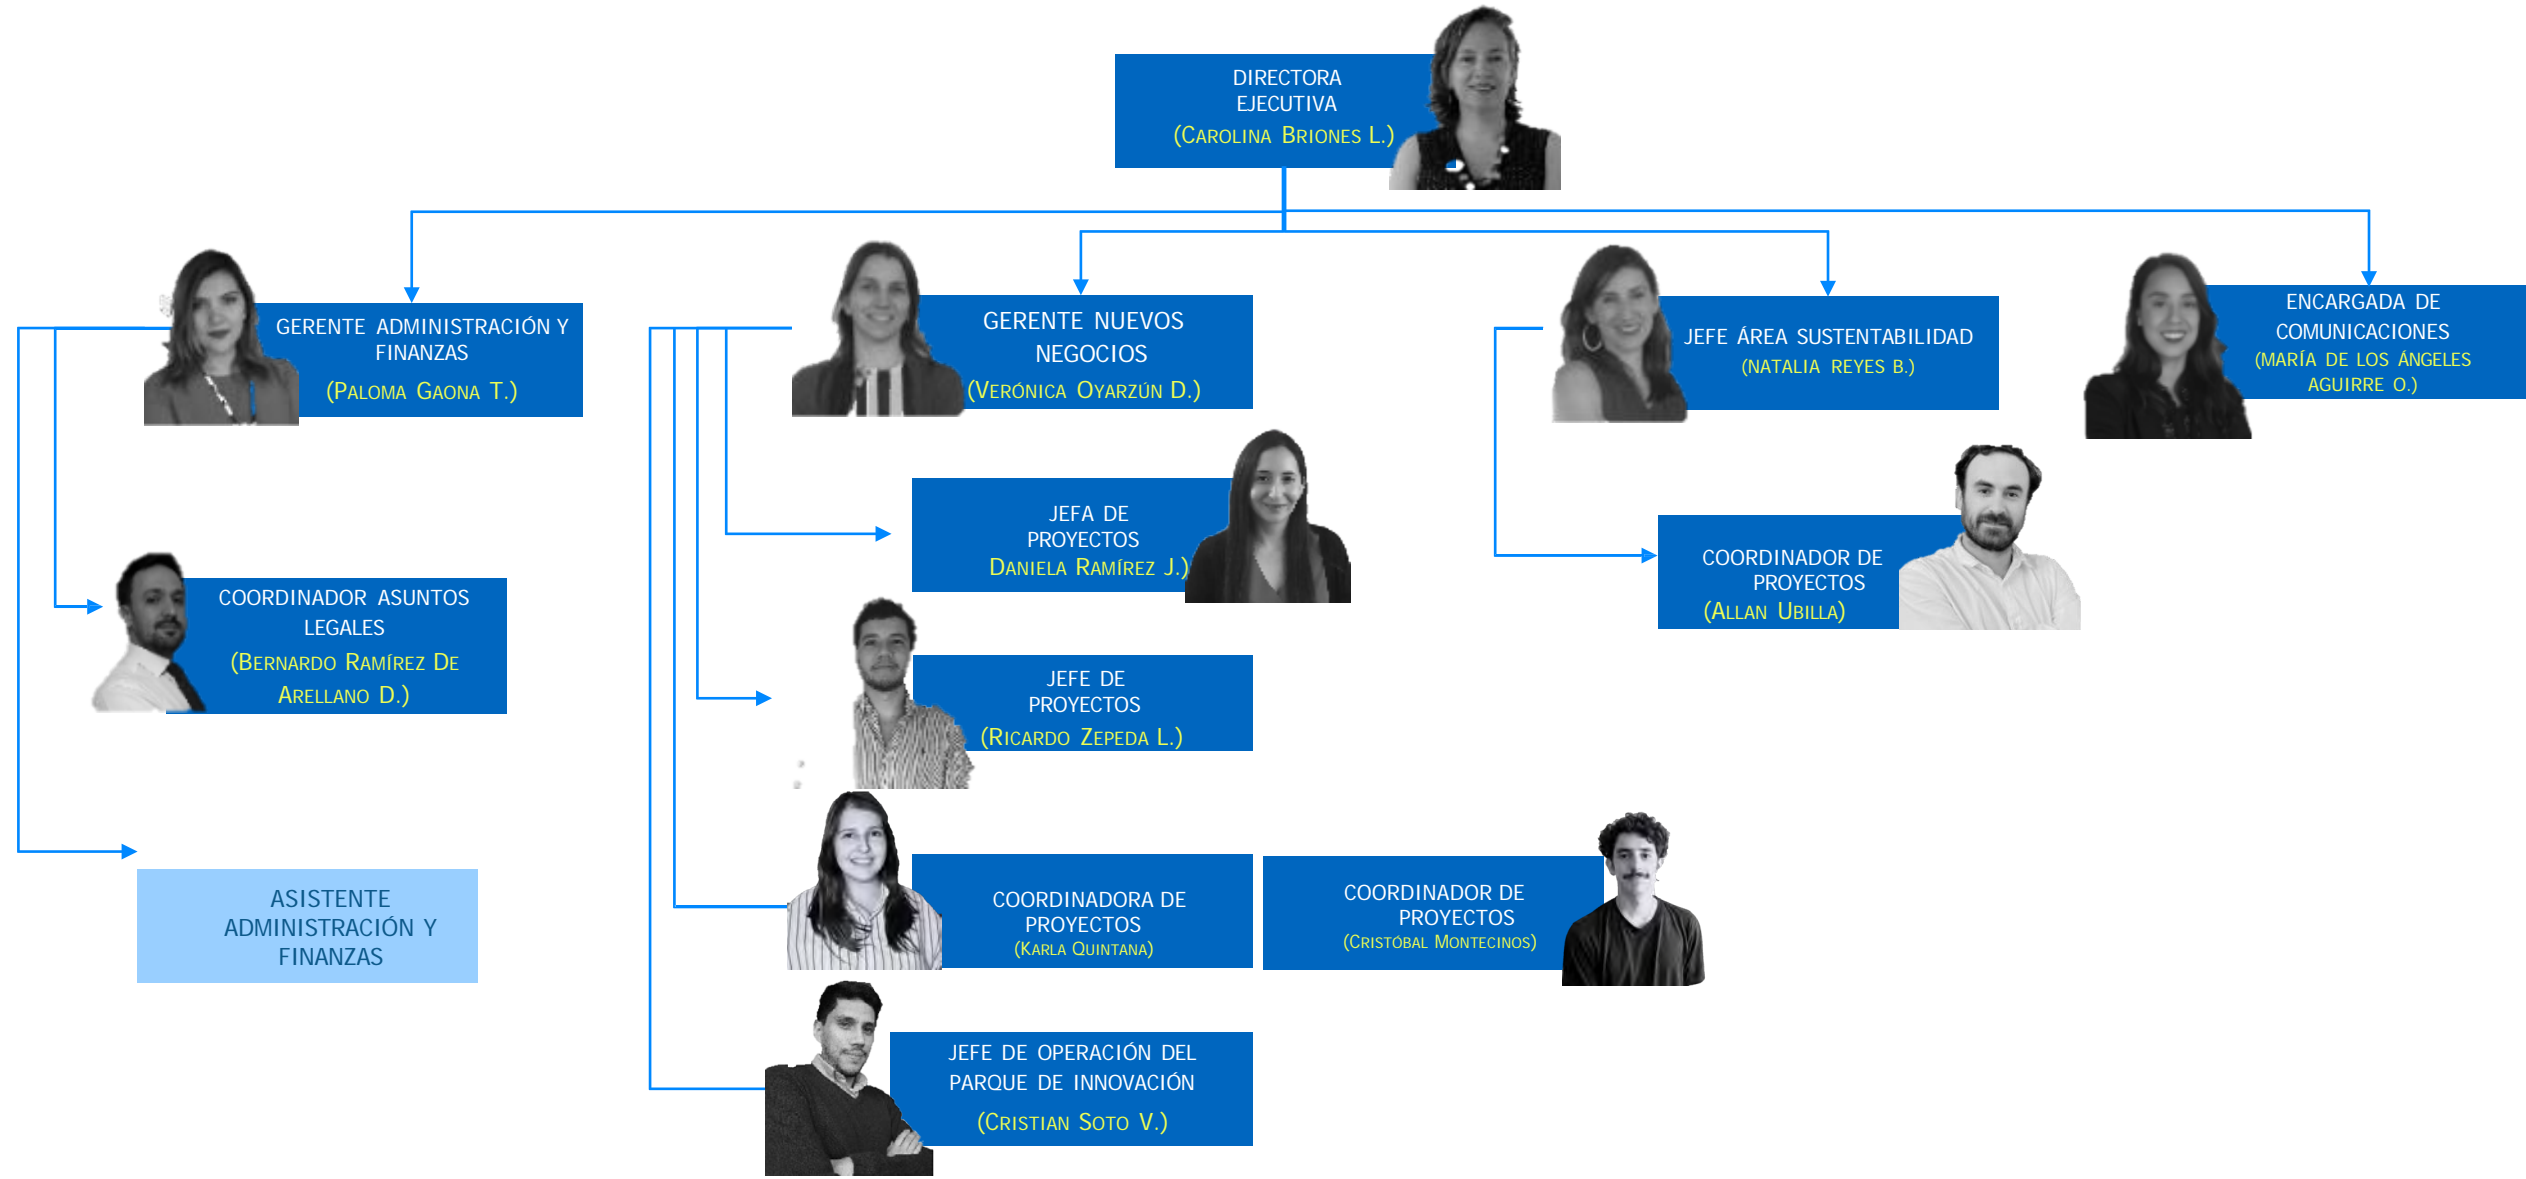 DIRECTORA
EJECUTIVA
(CAROLINA BRIONES L.)
GERENTE ADMINISTRACIÓN Y
FINANZAS
(PALOMA GAONA T.)
GERENTE NUEVOS
NEGOCIOS
(VERÓNICA OYARZÚN D.)
JEFE ÁREA SUSTENTABILIDAD
(NATALIA REYES B.)
ENCARGADA DE
COMUNICACIONES
(MARÍA DE LOS ÁNGELES
AGUIRRE O.)
JEFA DE
PROYECTOS
DANIELA RAMÍREZ J.)
COORDINADOR DE
PROYECTOS
(ALLAN UBILLA)
COORDINADOR ASUNTOS
LEGALES
(BERNARDO RAMÍREZ DE
ARELLANO D.)
JEFE DE
PROYECTOS
(RICARDO ZEPEDA L.)
ASISTENTE
ADMINISTRACIÓN Y
FINANZAS
COORDINADORA DE
PROYECTOS
(KARLA QUINTANA)
COORDINADOR DE
PROYECTOS
(CRISTÓBAL MONTECINOS)
JEFE DE OPERACIÓN DEL
PARQUE DE INNOVACIÓN
(CRISTIAN SOTO V.)